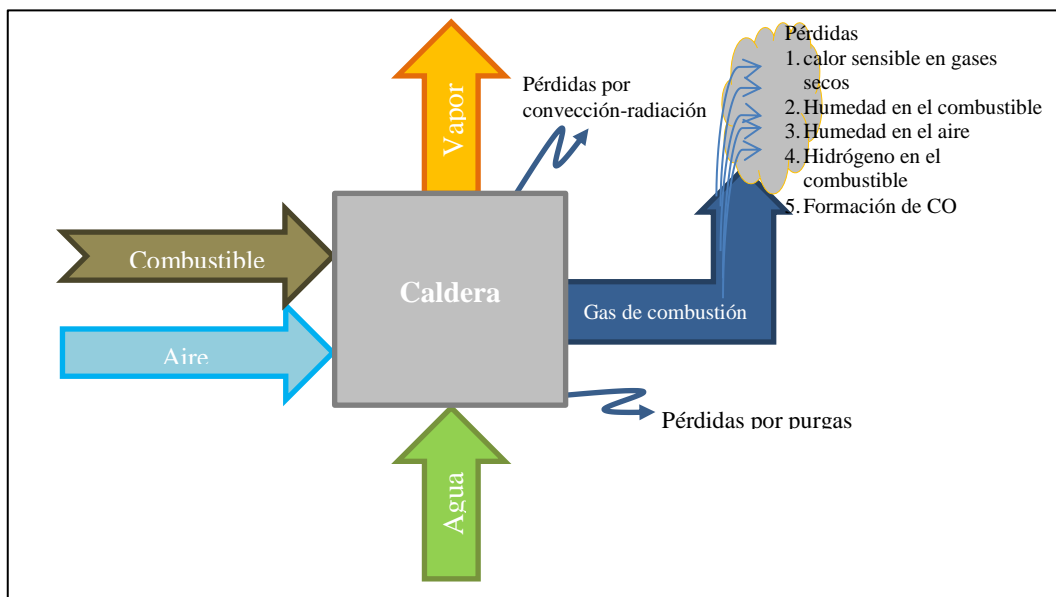 Pérdidas
1. calor sensible en gases
secos
2. Humedad en el combustible
3. Humedad en el aire
4. Hidrógeno en el
combustible
5. Formación de CO
Pérdidas por
convección-radiación
Vapor
Combustible
Caldera
Gas de combustión
Aire
Pérdidas por purgas
Agua